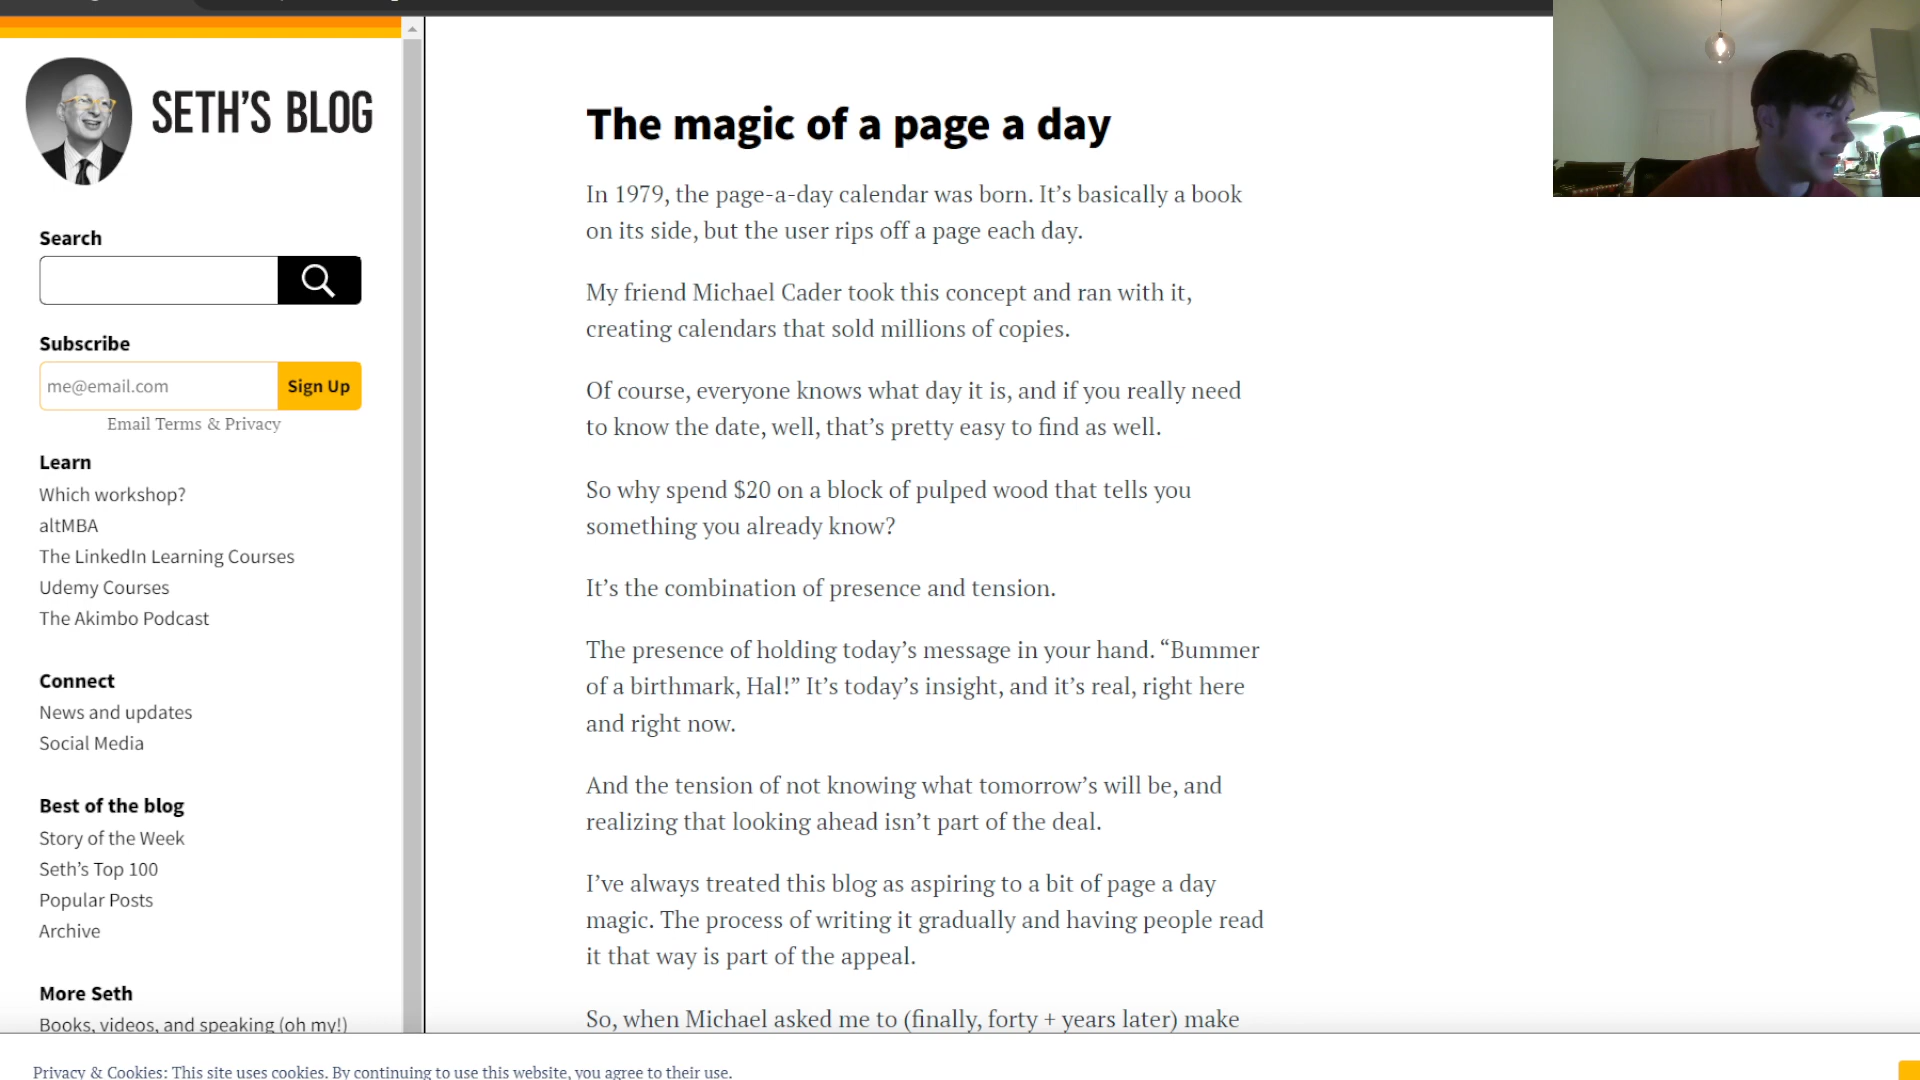 SETH'S BLOG
Search
Subscribe
me@email.com
Sign Up
Email Terms & Privacy
Learn
Which workshop?
altMBA
The LinkedIn Learning Courses
Udemy Courses
The Akimbo Podcast
Connect
News and updates
Social Media
Best of the blog
Story of the Week
Seth’s Top 100
Popular Posts
Archive
More Seth
Books, videos, and speaking (oh my!)
The magic of a page a day
In 1979, the page-a-day calendar was born. It’s basically a book
on its side, but the user rips off a page each day.
My friend Michael Cader took this concept and ran with it,
creating calendars that sold millions of copies.
Of course, everyone knows what day it is, and if you really need
to know the date, well, that’s pretty easy to find as well.
So why spend $20 on a block of pulped wood that tells you
something you already know?
It’s the combination of presence and tension.
The presence of holding today’s message in your hand. “Bummer
of a birthmark, Hal!” It’s today’s insight, and it’s real, right here
and right now.
And the tension of not knowing what tomorrow’s will be, and
realizing that looking ahead isn’t part of the deal.
I’ve always treated this blog as aspiring to a bit of page a day
magic. The process of writing it gradually and having people read
it that way is part of the appeal.
So, when Michael asked me to (finally, forty + years later) make
Privacy & Cookies: This site uses cookies. By continuing to use this website, you agree to their use.